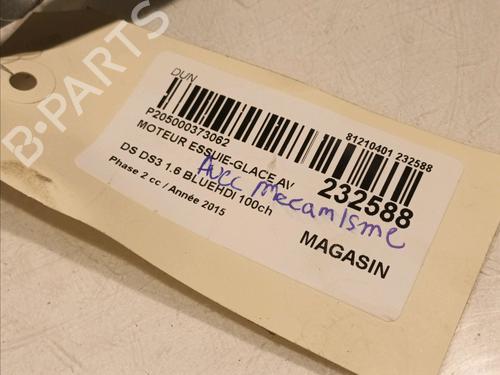 DUN
P205000373062
81210401 232588
MOTEUR ESSUIE-GLACE AV
232588
DS DS3 1.6 BLUEHDI 100ch
Avec mecamisme
Phase 2 cc / Année 2015
MAGASIN
B-PARTS